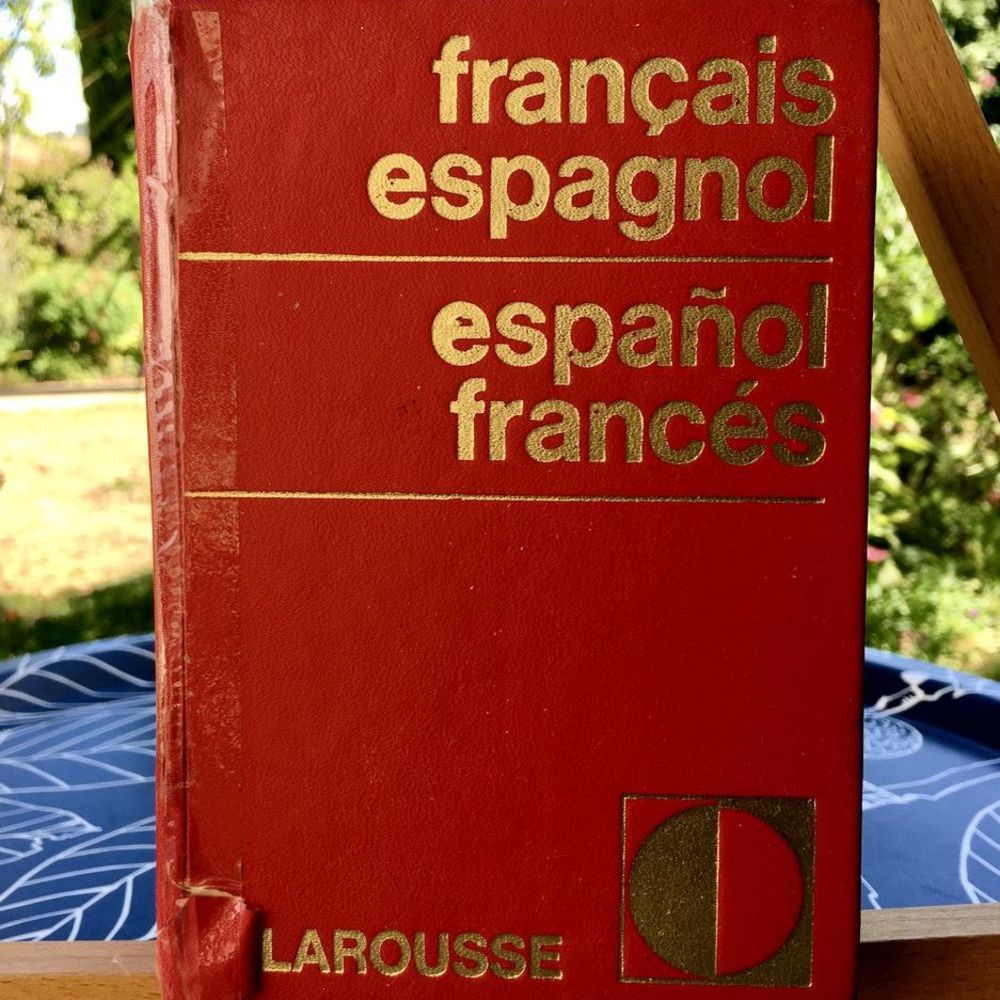 français
espagnol
español
francés
LAROUSSE